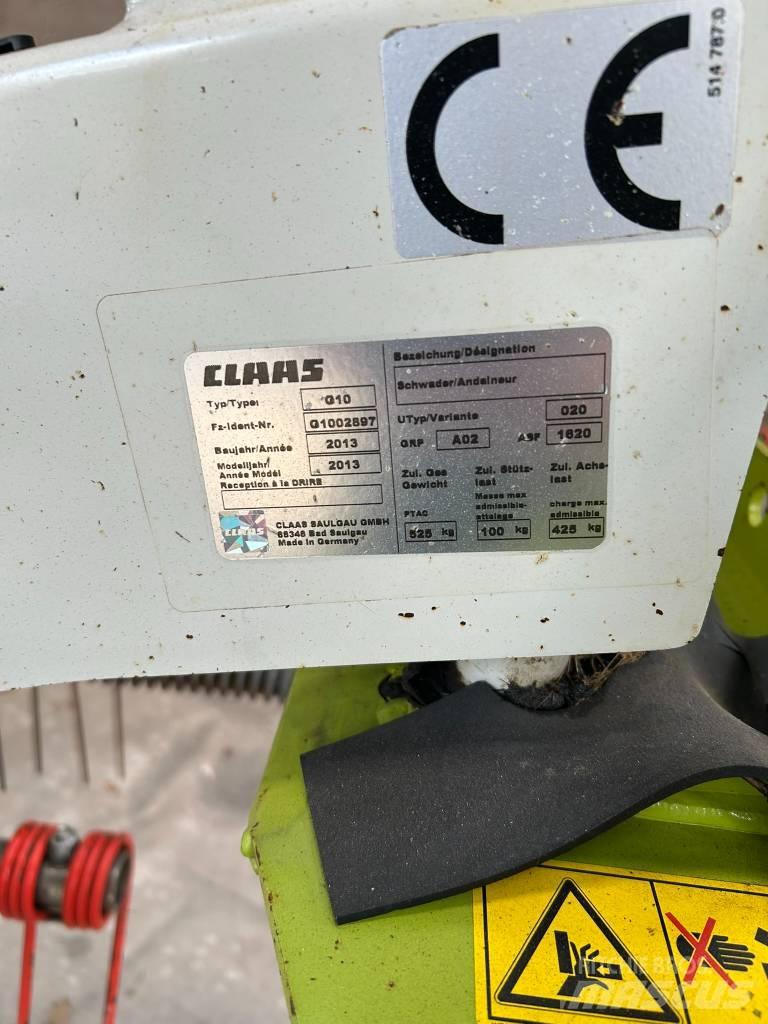 CE
514 787.0
CLAAS
Typ/Type: G10
Fz-Ident-Nr. G1002897
Baujahr/Année 2013
Modelljahr/
Année Modèl 2013
Reception à la DRIRE
CLAAS
CLAAS SAULGAU GMBH
88348 Bad Saulgau
Made in Germany
Bezeichung/Désignation
Schwader/Andaineur
UTyp/Variante 020
GRP A02 ASF 1620
Zul. Ges Zul. Stütz- Zul. Achs-
Gewicht last last
Masse max charge max.
admissible- admissible
attelage
PTAC
525 kg 100 kg 425 kg
MASCUS